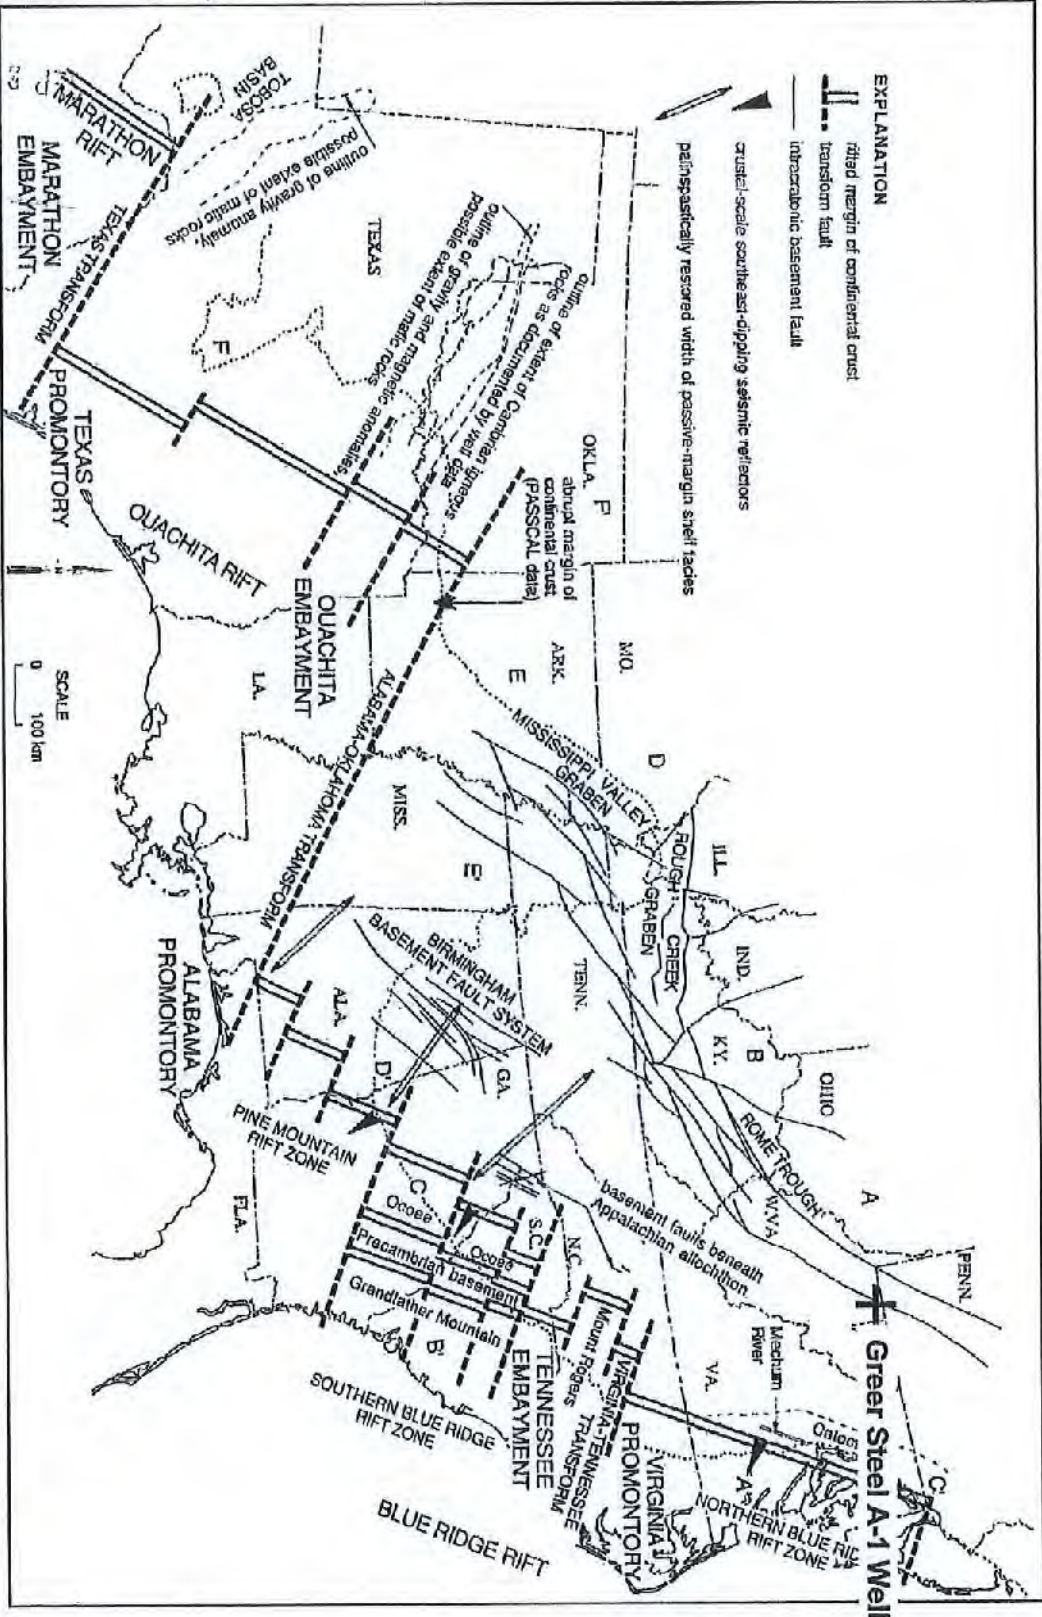 EXPLANATION
rifted margin of continental crust
transform fault
intracratonic basement fault
crustal-scale southeast-dipping seismic reflectors
palinspastically restored width of passive-margin shelf facies
TOBOSA
BASIN
MARATHON
RIFT
MARATHON
EMBAYMENT
TEXAS TRANSFORM
outline of gravity anomaly,
possible extent of mafic rocks
TEXAS
F
outline of gravity and magnetic anomalies,
possible extent of mafic rocks
outline of extent of Cambrian igneous
rocks as documented by well data
OKLA.
F'
abrupt margin of
continental crust
(PASSCAL data)
TEXAS
PROMONTORY
OUACHITA RIFT
OUACHITA
EMBAYMENT
N
SCALE
0 100 km
LA.
ARK.
MO.
E
D
MISSISSIPPI VALLEY
GRABEN
ALABAMA-OKLAHOMA TRANSFORM
MISS.
E'
ILL.
ROUGH CREEK
GRABEN
IND.
KY.
B
OHIO
TENN.
BIRMINGHAM
BASEMENT FAULT SYSTEM
ALABAMA
PROMONTORY
ALA.
D'
GA.
PINE MOUNTAIN
RIFT ZONE
FLA.
ROME TROUGH
A
W.VA.
PENN.
basement faults beneath
Appalachian allochthon
C
Ocoee
Ocoee
S.C.
N.C.
Precambrian basement
Grandfather Mountain
B'
SOUTHERN BLUE RIDGE
RIFT ZONE
TENNESSEE
EMBAYMENT
Mount Rogers
VIRGINIA-TENNESSEE
TRANSFORM
VIRGINIA
PROMONTORY
BLUE RIDGE RIFT
VA.
Mechum
River
A'
NORTHERN BLUE RI
RIFT ZONE
C'
Greer Steel A-1 Well